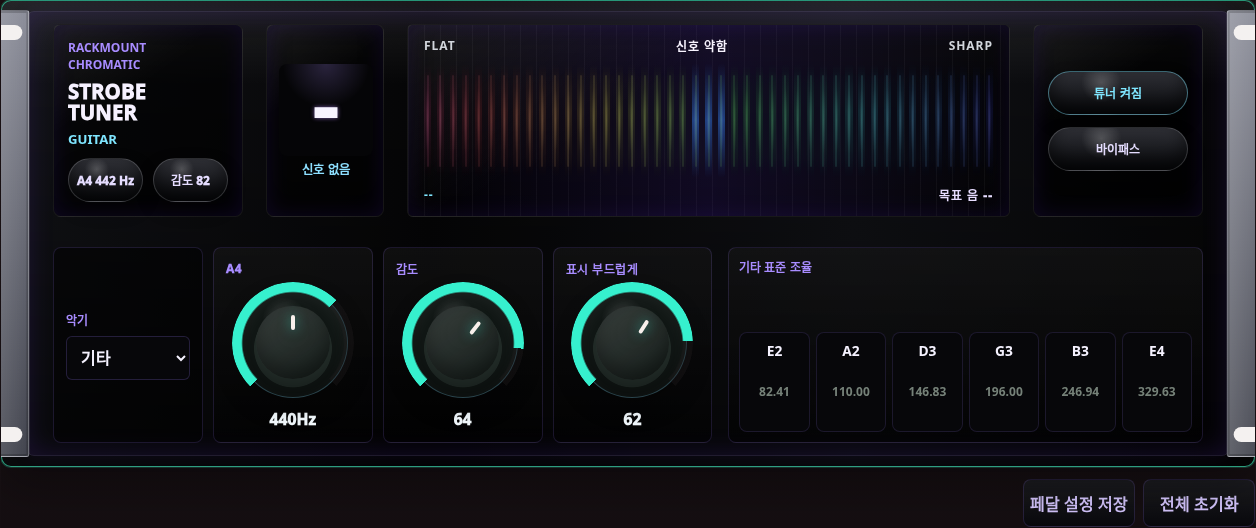 RACKMOUNT
CHROMATIC
STROBE
TUNER
GUITAR
A4 442 Hz
감도 82
신호 없음
FLAT
신호 약함
SHARP
--
목표 음 --
튜너 켜짐
바이패스
악기
기타
A4
440Hz
감도
64
표시 부드럽게
62
기타 표준 조율
E2
82.41
A2
110.00
D3
146.83
G3
196.00
B3
246.94
E4
329.63
페달 설정 저장
전체 초기화